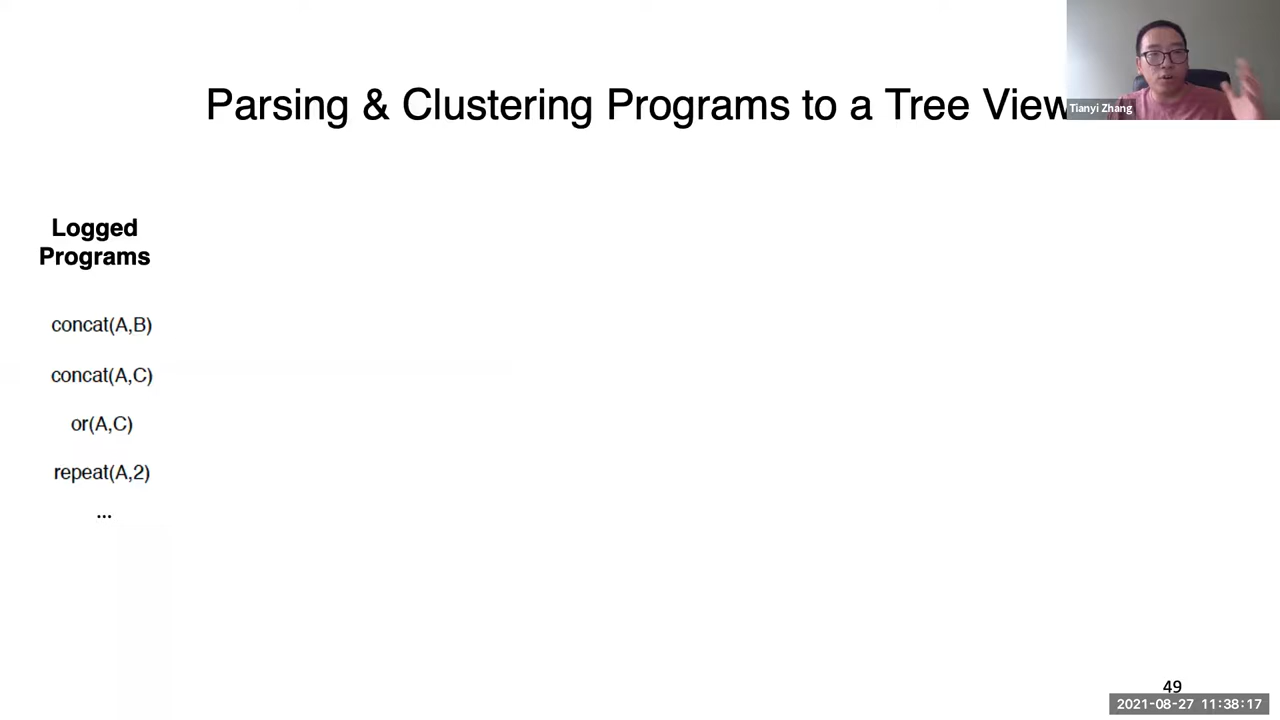 Parsing & Clustering Programs to a Tree View
Tianyi Zhang
Logged
Programs
concat(A,B)
concat(A,C)
or(A,C)
repeat(A,2)
...
49
2021-08-27 11:38:17